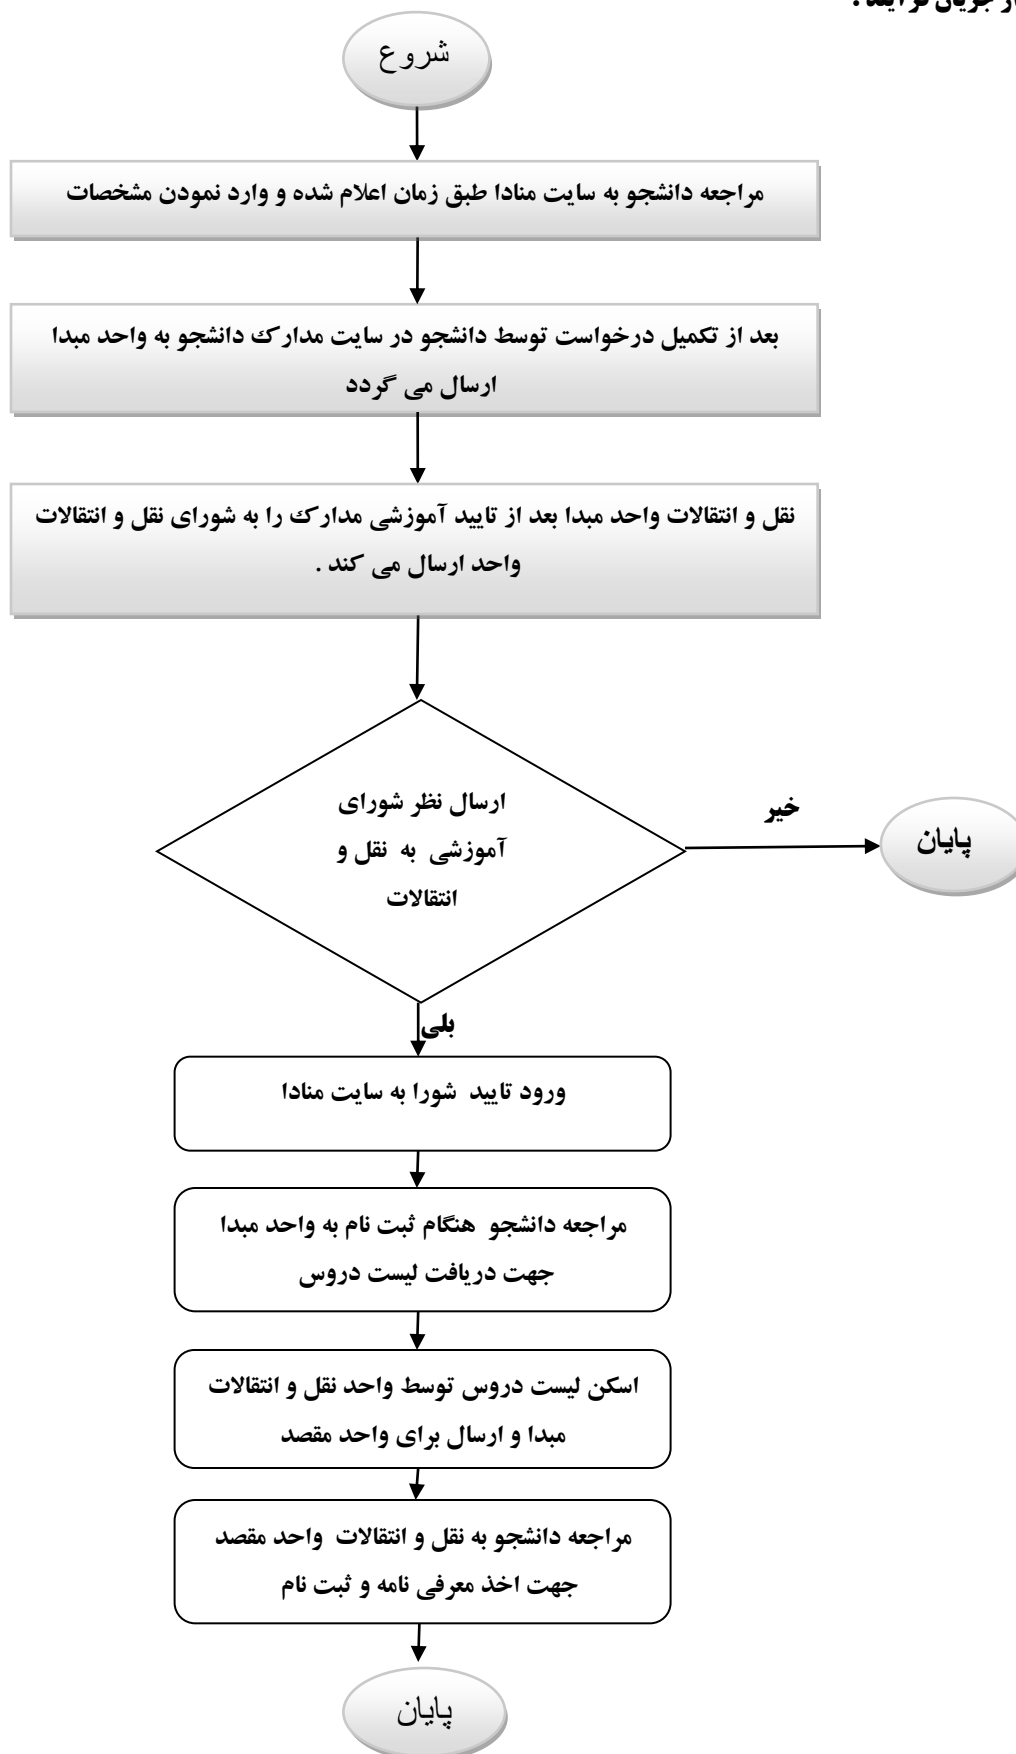 جریان فرآیند :
شروع
مراجعه دانشجو به سایت منادا طبق زمان اعلام شده و وارد نمودن مشخصات
بعد از تکمیل درخواست توسط دانشجو در سایت مدارک دانشجو به واحد مبدا
ارسال می گردد
نقل و انتقالات واحد مبدا بعد از تایید آموزشی مدارک را به شورای نقل و انتقالات
واحد ارسال می کند .
ارسال نظر شورای
آموزشی به نقل و
انتقالات
خیر
پایان
بلی
ورود تایید شورا به سایت منادا
مراجعه دانشجو هنگام ثبت نام به واحد مبدا
جهت دریافت لیست دروس
اسکن لیست دروس توسط واحد نقل و انتقالات
مبدا و ارسال برای واحد مقصد
مراجعه دانشجو به نقل و انتقالات واحد مقصد
جهت اخذ معرفی نامه و ثبت نام
پایان